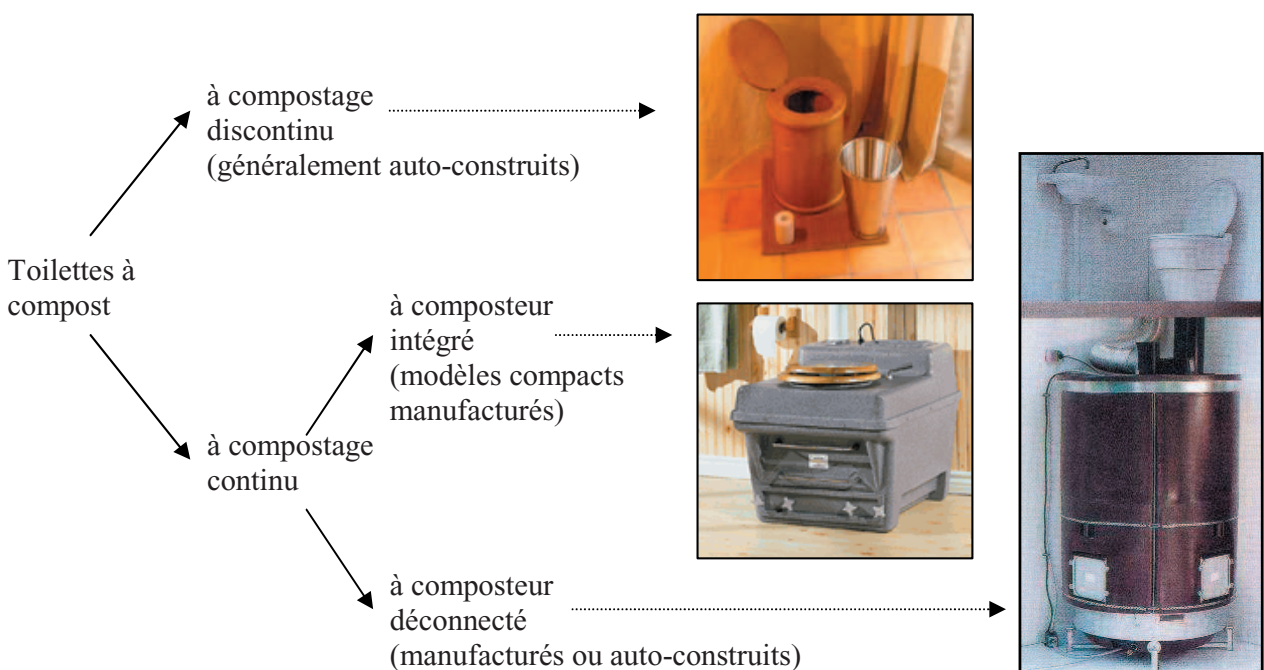 à compostage
discontinu
(généralement auto-construits)
Toilettes à
compost
à composteur
intégré
(modèles compacts
manufacturés)
à compostage
continu
à composteur
déconnecté
(manufacturés ou auto-construits)